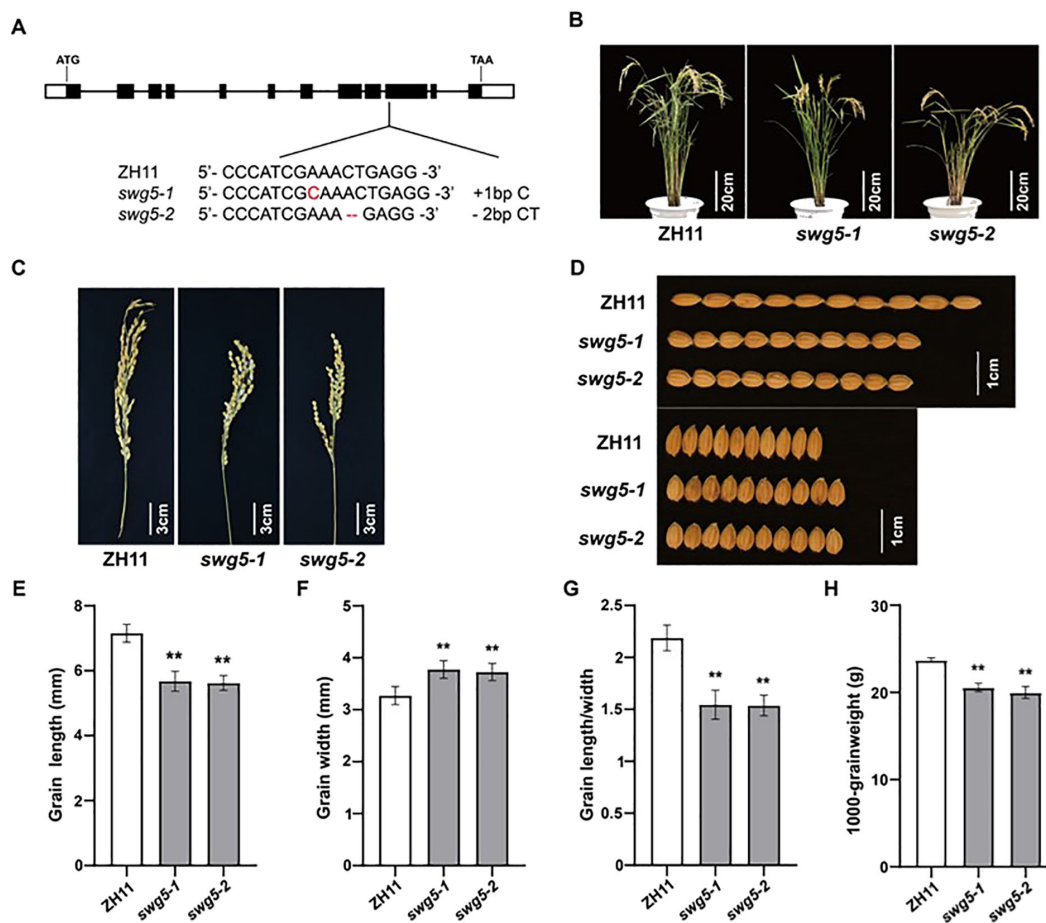 A
ATG
TAA
ZH11 5'- CCCATCGAAACTGAGG -3'
swg5-1 5'- CCCATCGCAAACTGAGG -3' +1bp C
swg5-2 5'- CCCATCGAAA -- GAGG -3' - 2bp CT
B
20cm
20cm
20cm
ZH11
swg5-1
swg5-2
C
3cm
3cm
3cm
ZH11
swg5-1
swg5-2
D
ZH11
swg5-1
swg5-2
1cm
ZH11
swg5-1
swg5-2
1cm
E
Grain length (mm)
8
6
4
2
0
**
**
ZH11
swg5-1
swg5-2
F
Grain width (mm)
5
4
3
2
1
0
**
**
ZH11
swg5-1
swg5-2
G
Grain length/width
2.5
2
1.5
1
0.5
0
**
**
ZH11
swg5-1
swg5-2
H
1000-grainweight (g)
30
20
10
0
**
**
ZH11
swg5-1
swg5-2